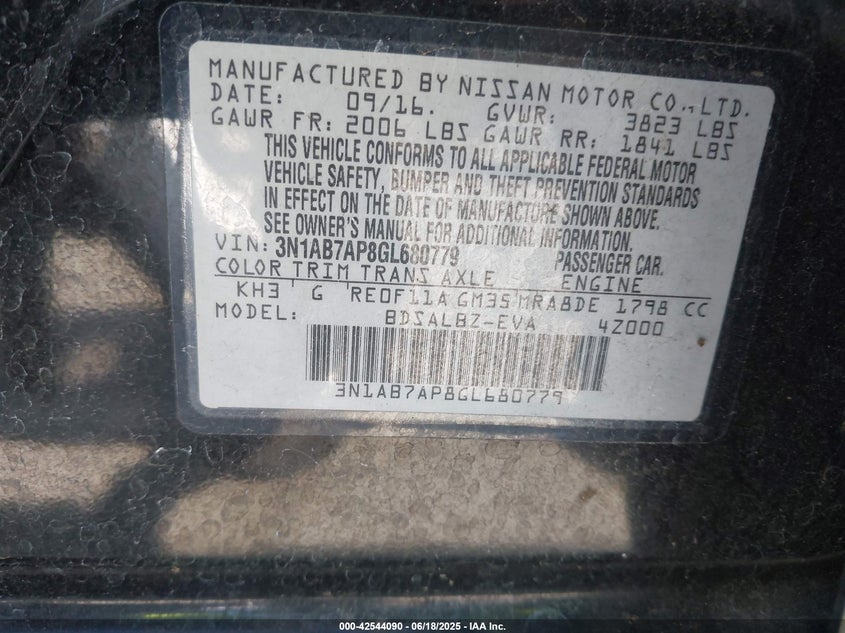 MANUFACTURED BY NISSAN MOTOR CO., LTD.
DATE: 09/16. GVWR: 3823 LBS
GAWR FR: 2006 LBS GAWR RR: 1841 LBS
THIS VEHICLE CONFORMS TO ALL APPLICABLE FEDERAL MOTOR
VEHICLE SAFETY, BUMPER AND THEFT PREVENTION STANDARDS
IN EFFECT ON THE DATE OF MANUFACTURE SHOWN ABOVE.
SEE OWNER'S MANUAL FOR ADDITIONAL INFORMATION.
VIN: 3N1AB7AP8GL680779 PASSENGER CAR.
COLOR TRIM TRANS AXLE ENGINE
KH3 G RE0F11A GM35 MRA8DE 1798 CC
MODEL: BDSALBZ-EVA 4Z000
3N1AB7AP8GL680779
000-42544090 - 06/18/2025 - IAA Inc.